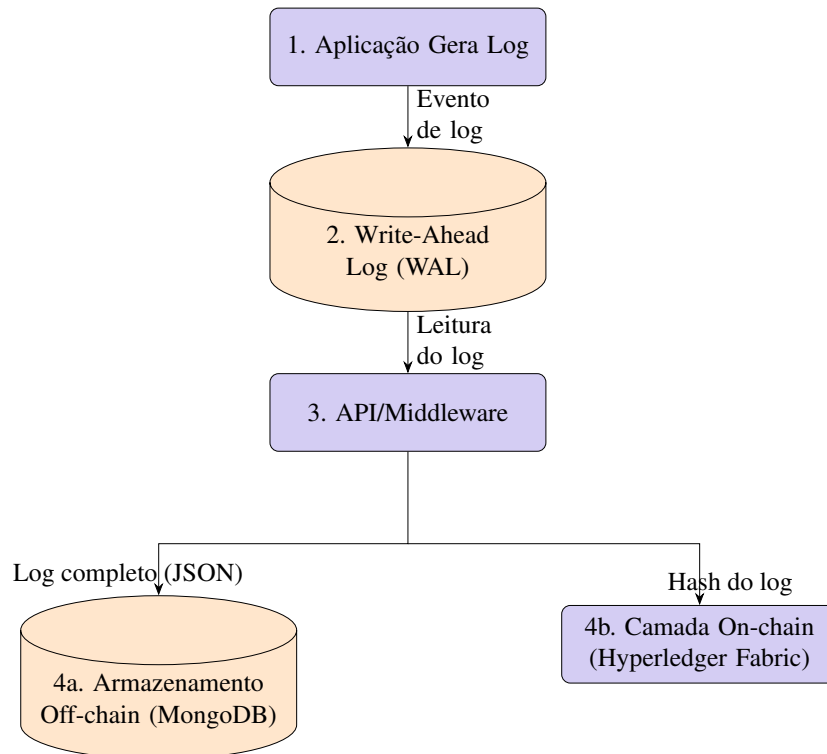 1. Aplicação Gera Log
Evento
de log
2. Write-Ahead
Log (WAL)
Leitura
do log
3. API/Middleware
Log completo (JSON)
Hash do log
4a. Armazenamento
Off-chain (MongoDB)
4b. Camada On-chain
(Hyperledger Fabric)